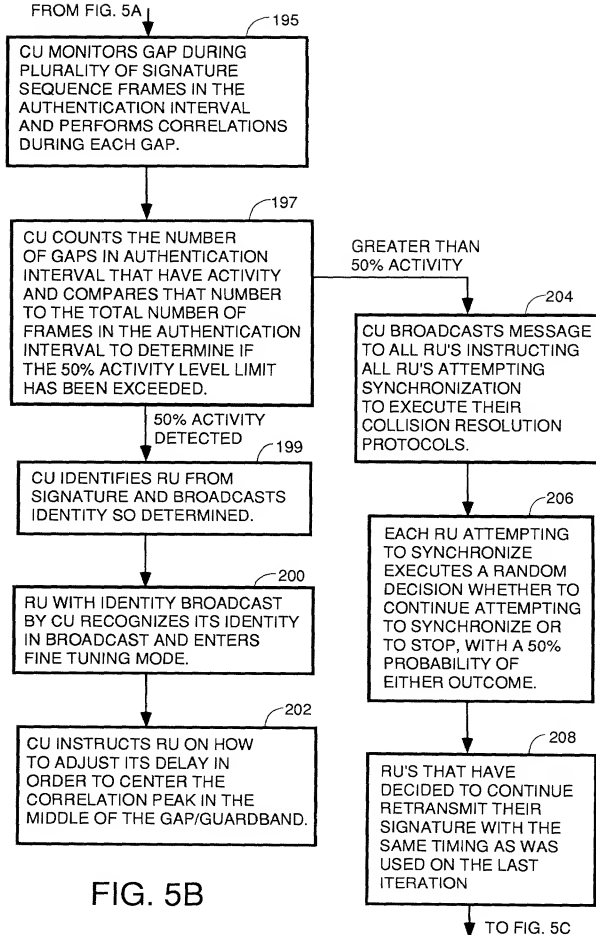 FROM FIG. 5A
195
CU MONITORS GAP DURING
PLURALITY OF SIGNATURE
SEQUENCE FRAMES IN THE
AUTHENTICATION INTERVAL
AND PERFORMS CORRELATIONS
DURING EACH GAP.
197
CU COUNTS THE NUMBER
OF GAPS IN AUTHENTICATION
INTERVAL THAT HAVE ACTIVITY
AND COMPARES THAT NUMBER
TO THE TOTAL NUMBER OF
FRAMES IN THE AUTHENTICATION
INTERVAL TO DETERMINE IF
THE 50% ACTIVITY LEVEL LIMIT
HAS BEEN EXCEEDED.
50% ACTIVITY
DETECTED
199
CU IDENTIFIES RU FROM
SIGNATURE AND BROADCASTS
IDENTITY SO DETERMINED.
200
RU WITH IDENTITY BROADCAST
BY CU RECOGNIZES ITS IDENTITY
IN BROADCAST AND ENTERS
FINE TUNING MODE.
202
CU INSTRUCTS RU ON HOW
TO ADJUST ITS DELAY IN
ORDER TO CENTER THE
CORRELATION PEAK IN THE
MIDDLE OF THE GAP/GUARDBAND.
GREATER THAN
50% ACTIVITY
204
CU BROADCASTS MESSAGE
TO ALL RU'S INSTRUCTING
ALL RU'S ATTEMPTING
SYNCHRONIZATION
TO EXECUTE THEIR
COLLISION RESOLUTION
PROTOCOLS.
206
EACH RU ATTEMPTING
TO SYNCHRONIZE
EXECUTES A RANDOM
DECISION WHETHER TO
CONTINUE ATTEMPTING
TO SYNCHRONIZE OR
TO STOP, WITH A 50%
PROBABILITY OF
EITHER OUTCOME.
208
RU'S THAT HAVE
DECIDED TO CONTINUE
RETRANSMIT THEIR
SIGNATURE WITH THE
SAME TIMING AS WAS
USED ON THE LAST
ITERATION
TO FIG. 5C
FIG. 5B